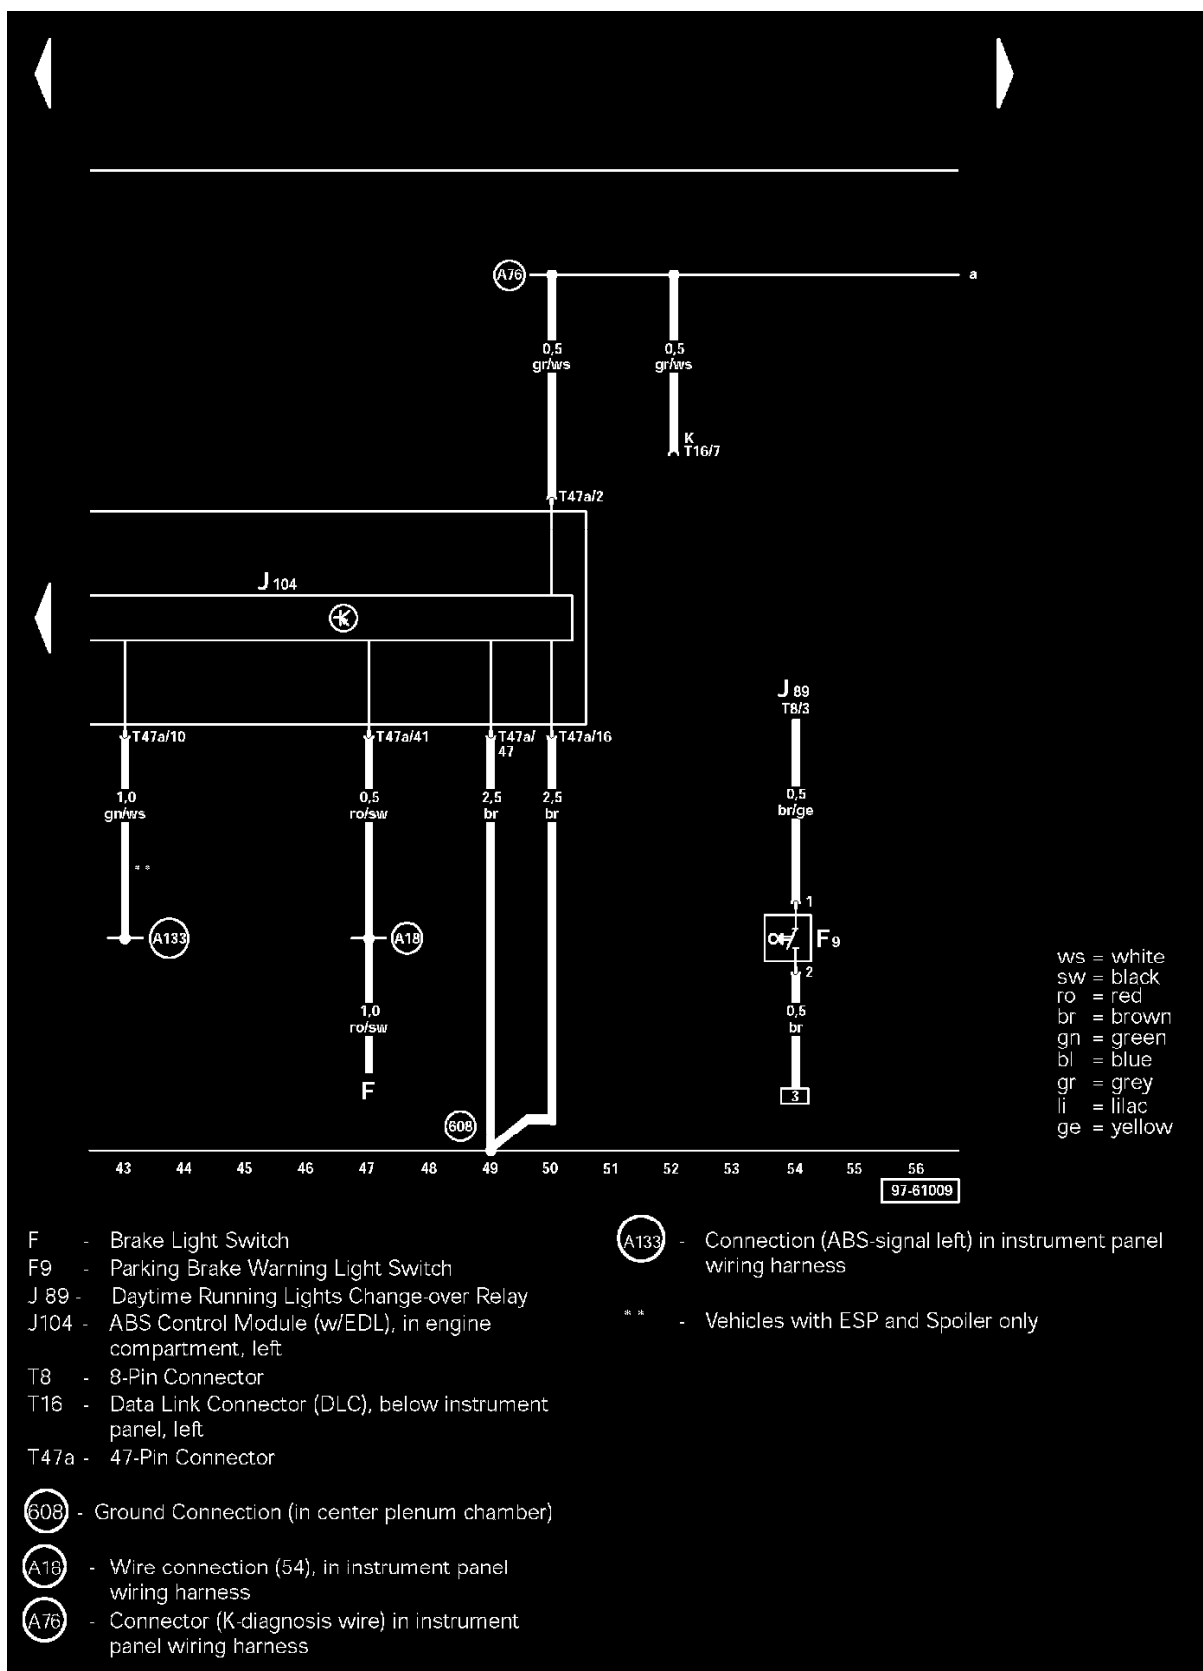 A76
a
0,5
gr/ws
0,5
gr/ws
K
T16/7
T47a/2
J 104
K
J 89
T8/3
T47a/10
T47a/41
T47a/
47
T47a/16
1,0
gn/ws
0,5
ro/sw
2,5
br
2,5
br
0,5
br/ge
* *
1
A133
A18
F9
2
ws = white
sw = black
ro = red
br = brown
gn = green
bl = blue
gr = grey
li = lilac
ge = yellow
1,0
ro/sw
0,5
br
F
3
608
43 44 45 46 47 48 49 50 51 52 53 54 55 56
97-61009
F - Brake Light Switch
F9 - Parking Brake Warning Light Switch
J 89 - Daytime Running Lights Change-over Relay
J104 - ABS Control Module (w/EDL), in engine
compartment, left
T8 - 8-Pin Connector
T16 - Data Link Connector (DLC), below instrument
panel, left
T47a - 47-Pin Connector
608 - Ground Connection (in center plenum chamber)
A18 - Wire connection (54), in instrument panel
wiring harness
A76 - Connector (K-diagnosis wire) in instrument
panel wiring harness
A133 - Connection (ABS-signal left) in instrument panel
wiring harness
* * - Vehicles with ESP and Spoiler only